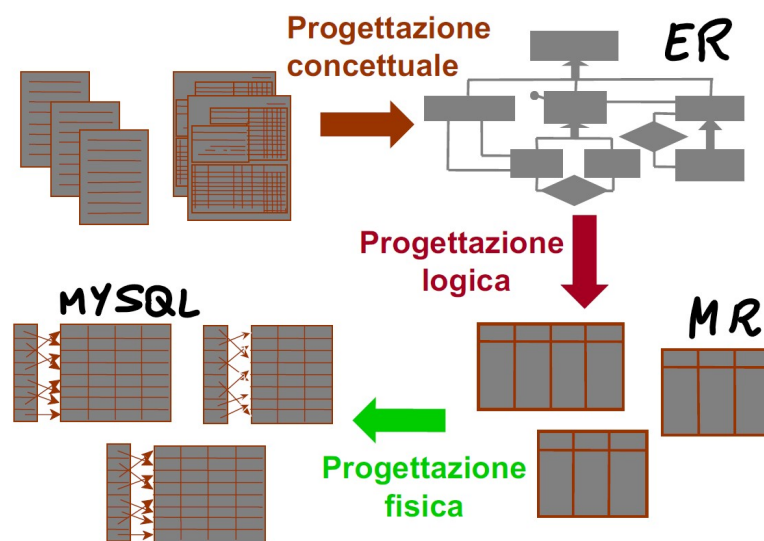 Progettazione
concettuale
ER
Progettazione
logica
MYSQL
MR
Progettazione
fisica